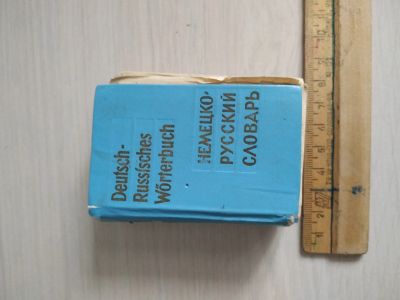 Deutsch-
Russisches
Wörterbuch
НЕМЕЦКО-
РУССКИЙ
СЛОВАРЬ